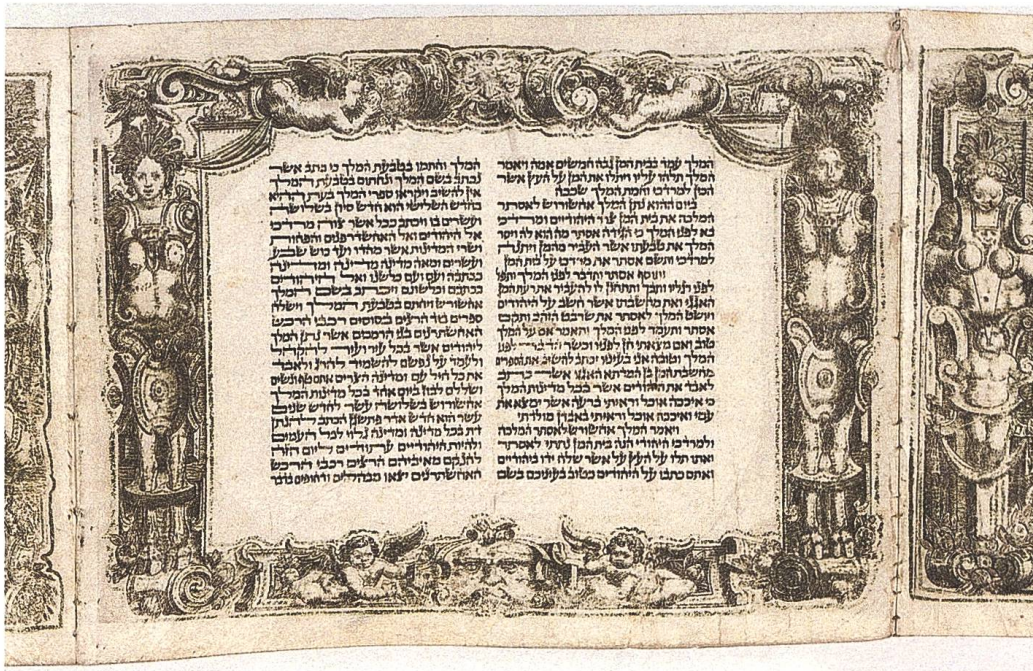 המלך עמד בבית המן גבה חמשים אמה ויאמר
המלך תלהו עליו ויתלו את המן על העץ אשר
הכין למרדכי וחמת המלך שככה
ביום ההוא נתן המלך אחשורוש לאסתר
המלכה את בית המן צרר היהודיים ומרדכי
בא לפני המלך כי הגידה אסתר מה הוא לה ויסר
המלך את טבעתו אשר העביר מהמן ויתנה
למרדכי ותשם אסתר את מרדכי על בית המן
ותוסף אסתר ותדבר לפני המלך ותפל
לפני רגליו ותבך ותתחנן לו להעביר את רעת המן
האגגי ואת מחשבתו אשר חשב על היהודים
ויושט המלך לאסתר את שרבט הזהב ותקם
אסתר ותעמד לפני המלך ותאמר אם על המלך
טוב ואם מצאתי חן לפניו וכשר הדבר לפני
המלך וטובה אני בעיניו יכתב להשיב את הספרים
מחשבת המן בן המדתא האגגי אשר כתב
לאבד את היהודים אשר בכל מדינות המלך
כי איככה אוכל וראיתי ברעה אשר ימצא את
עמי ואיככה אוכל וראיתי באבדן מולדתי
ויאמר המלך אחשורש לאסתר המלכה
ולמרדכי היהודי הנה בית המן נתתי לאסתר
ואתו תלו על העץ על אשר שלח ידו ביהודיים
ואתם כתבו על היהודים כטוב בעיניכם בשם
המלך וחתמו בטבעת המלך כי כתב אשר
נכתב בשם המלך ונחתום בטבעת המלך
אין להשיב ויקראו ספרי המלך בעת ההיא
בחדש השלישי הוא חדש סיון בשלושה
ועשרים בו ויכתב ככל אשר צוה מרדכי
אל היהודים ואל האחשדרפנים והפחות
ושרי המדינות אשר מהדו ועד כוש שבע
ועשרים ומאה מדינה מדינה ומדינה
ככתבה ועם ועם כלשנו ואל היהודים
ככתבם וכלשונם ויכתב בשם המלך
אחשורש ויחתם בטבעת המלך וישלח
ספרים ביד הרצים בסוסים רכבי הרכש
האחשתרנים בני הרמכים אשר נתן המלך
ליהודים אשר בכל עיר ועיר להקהל
ולעמד על נפשם להשמיד להרג ולאבד
את כל חיל עם ומדינה הצרים אתם טף ונשים
ושללם לבוז ביום אחד בכל מדינות המלך
אחשורוש בשלושה עשר לחדש שנים
עשר הוא חדש אדר פתשגן הכתב להנתן
דת בכל מדינה ומדינה גלוי לכל העמים
ולהיות היהודיים עתודים ליום הזה
להנקם מאיביהם הרצים רכבי הרכש
האחשתרנים יצאו מבהלים ודחופים בדבר